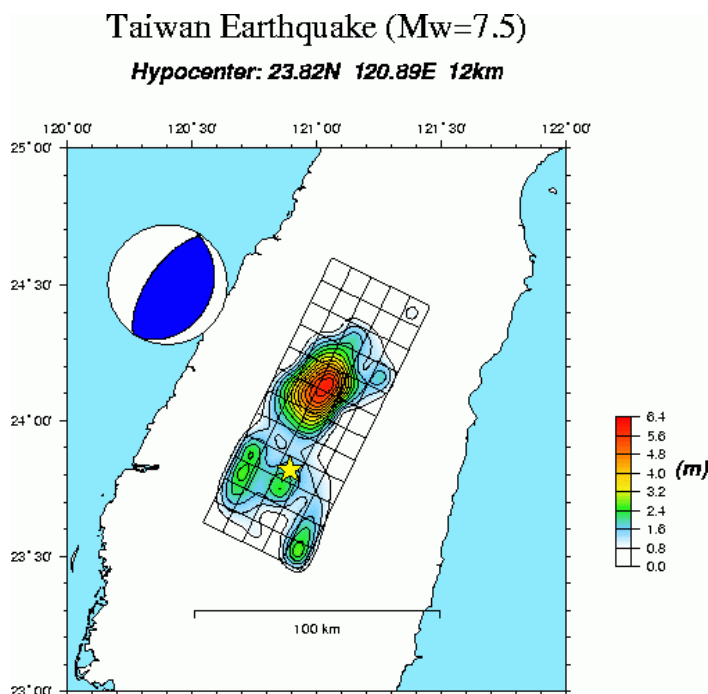 Taiwan Earthquake (Mw=7.5)
Hypocenter: 23.82N 120.89E 12km
120˚00' 120˚30' 121˚00' 121˚30' 122˚00'
25˚00'
24˚30'
24˚00'
23˚30'
23˚00'
100 km
6.4
5.6
4.8
4.0
3.2
2.4
1.6
0.8
0.0
(m)